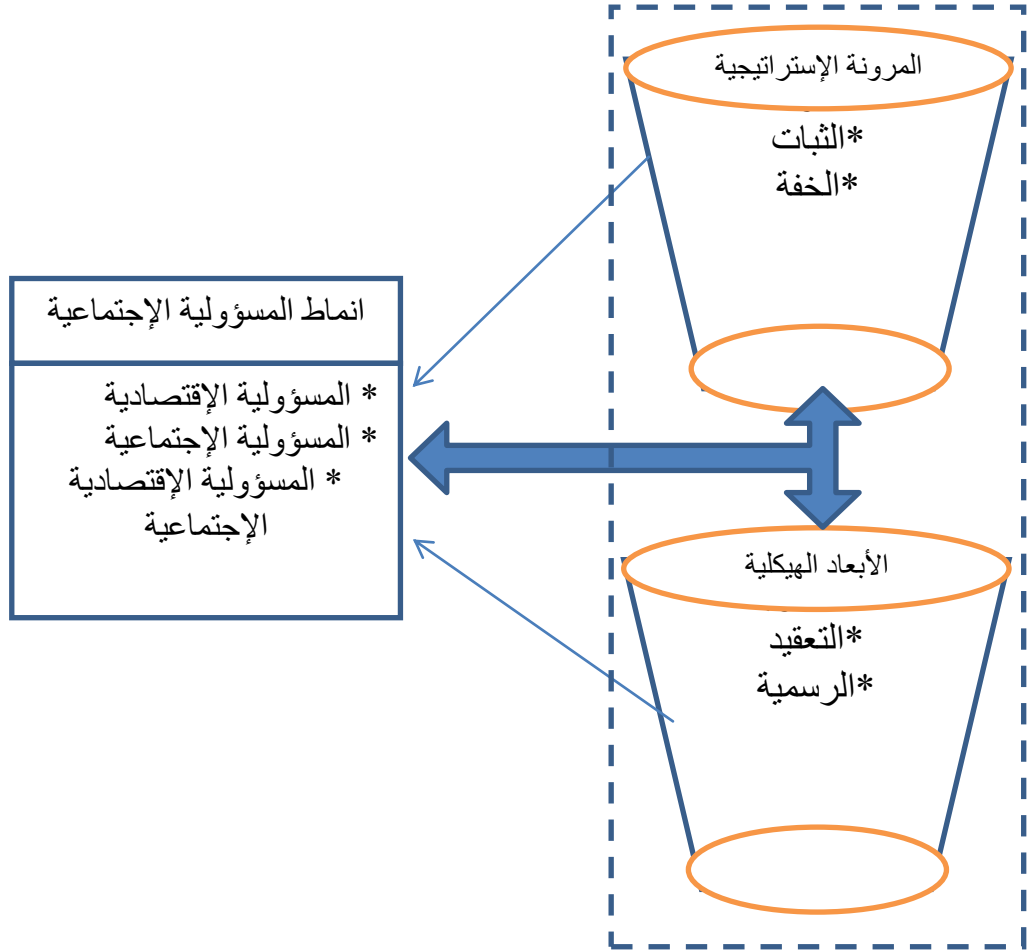 المرونة الإستراتيجية
*الثبات
*الخفة
انماط المسؤولية الإجتماعية
* المسؤولية الإقتصادية
* المسؤولية الإجتماعية
* المسؤولية الإقتصادية
الإجتماعية
الأبعاد الهيكلية
*التعقيد
*الرسمية